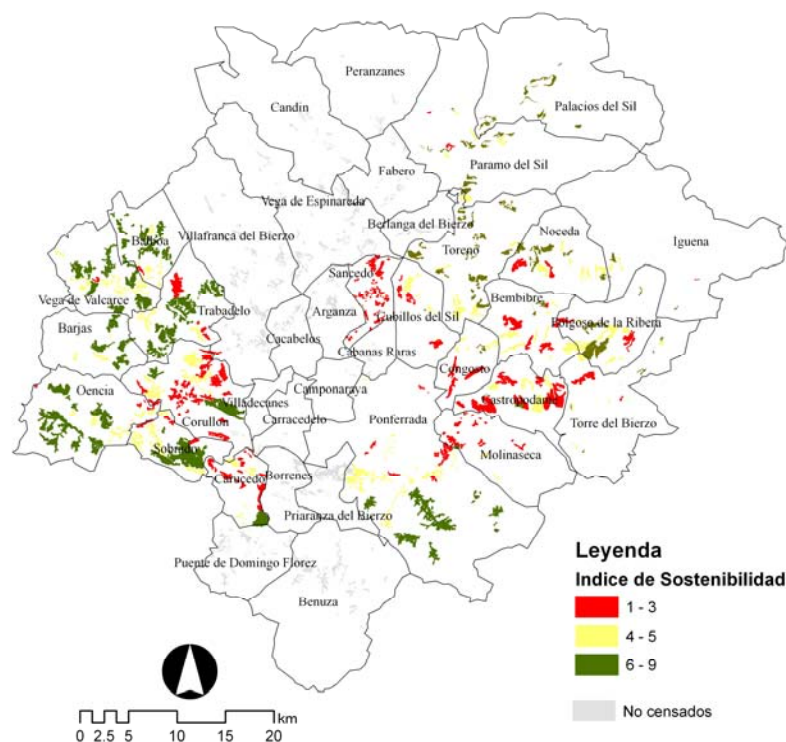 Peranzanes
Candin
Palacios del Sil
Paramo del Sil
Fabero
Vega de Espinareda
Berlanga del Bierzo
Noceda
Villafranca del Bierzo
Balboa
Iguena
Toreno
Sancedo
Vega de Valcarce
Bembibre
Trabadelo
Arganza
Cubillos del Sil
Folgoso de la Ribera
Barjas
Cacabelos
Cabanas Raras
Congosto
Oencia
Camponaraya
Villadecanes
Castropodame
Carracedelo
Ponferrada
Corullon
Torre del Bierzo
Sobrado
Molinaseca
Carucedo
Borrenes
Priaranza del Bierzo
Puente de Domingo Florez
Benuza
Leyenda
Indice de Sostenibilidad
1 - 3
4 - 5
6 - 9
No censados
km
0 2.5 5 10 15 20